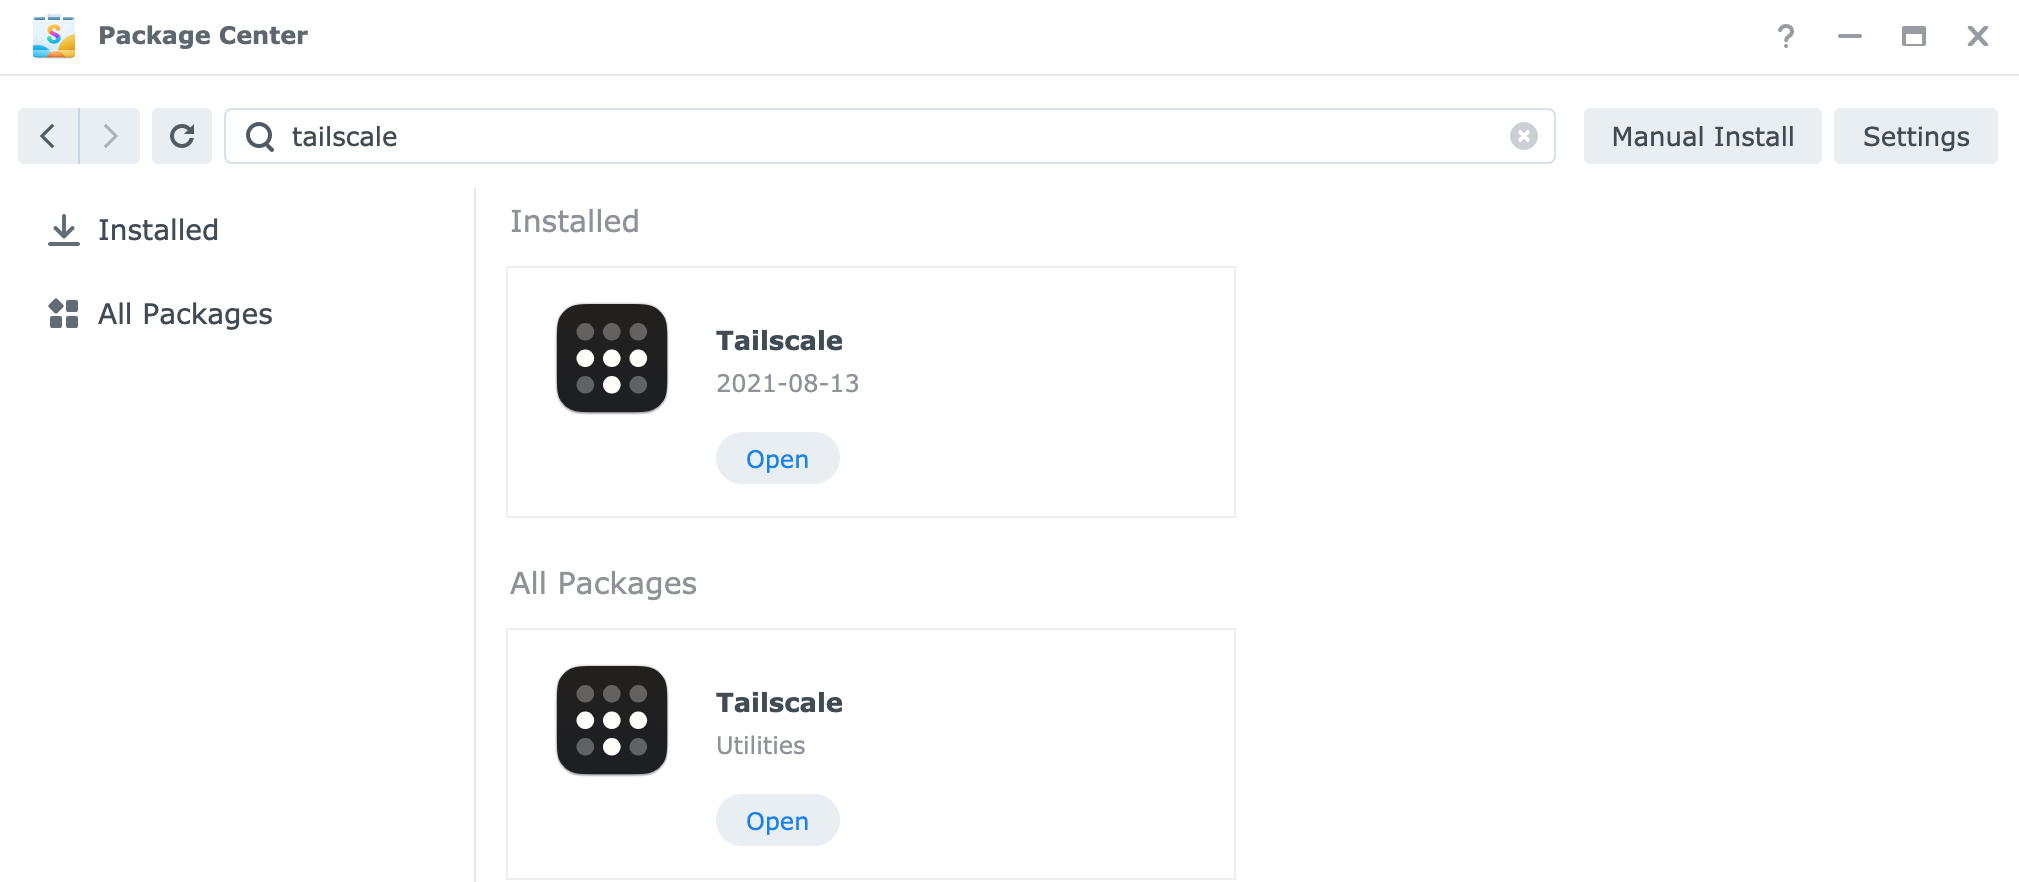 Package Center
tailscale
Manual Install
Settings
Installed
All Packages
Installed
Tailscale
2021-08-13
Open
All Packages
Tailscale
Utilities
Open